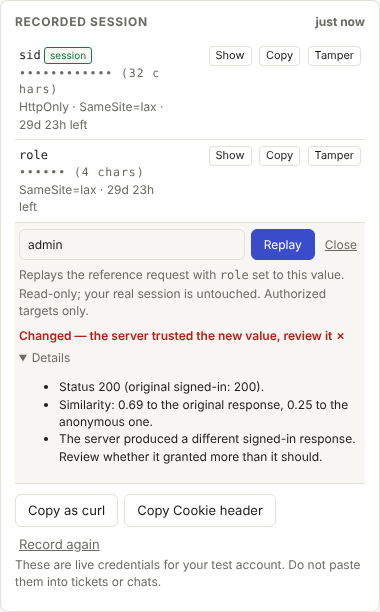 RECORDED SESSION just now
sid session Show Copy Tamper
•••••••••••• (32 c
hars)
HttpOnly · SameSite=lax ·
29d 23h left
role Show Copy Tamper
•••••• (4 chars)
SameSite=lax · 29d 23h
left
admin Replay Close
Replays the reference request with role set to this value.
Read-only; your real session is untouched. Authorized
targets only.
Changed — the server trusted the new value, review it ×
▼ Details
• Status 200 (original signed-in: 200).
• Similarity: 0.69 to the original response, 0.25 to the
anonymous one.
• The server produced a different signed-in response.
Review whether it granted more than it should.
Copy as curl Copy Cookie header
Record again
These are live credentials for your test account. Do not paste
them into tickets or chats.